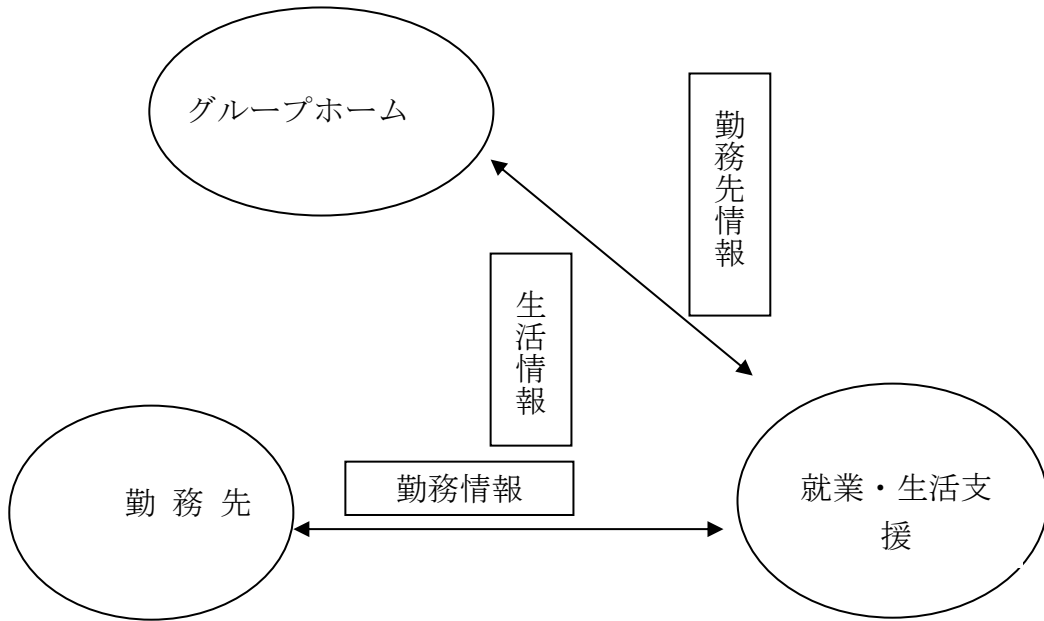 グループホーム
勤務先情報
生活情報
勤務情報
勤 務 先
就業・生活支
援